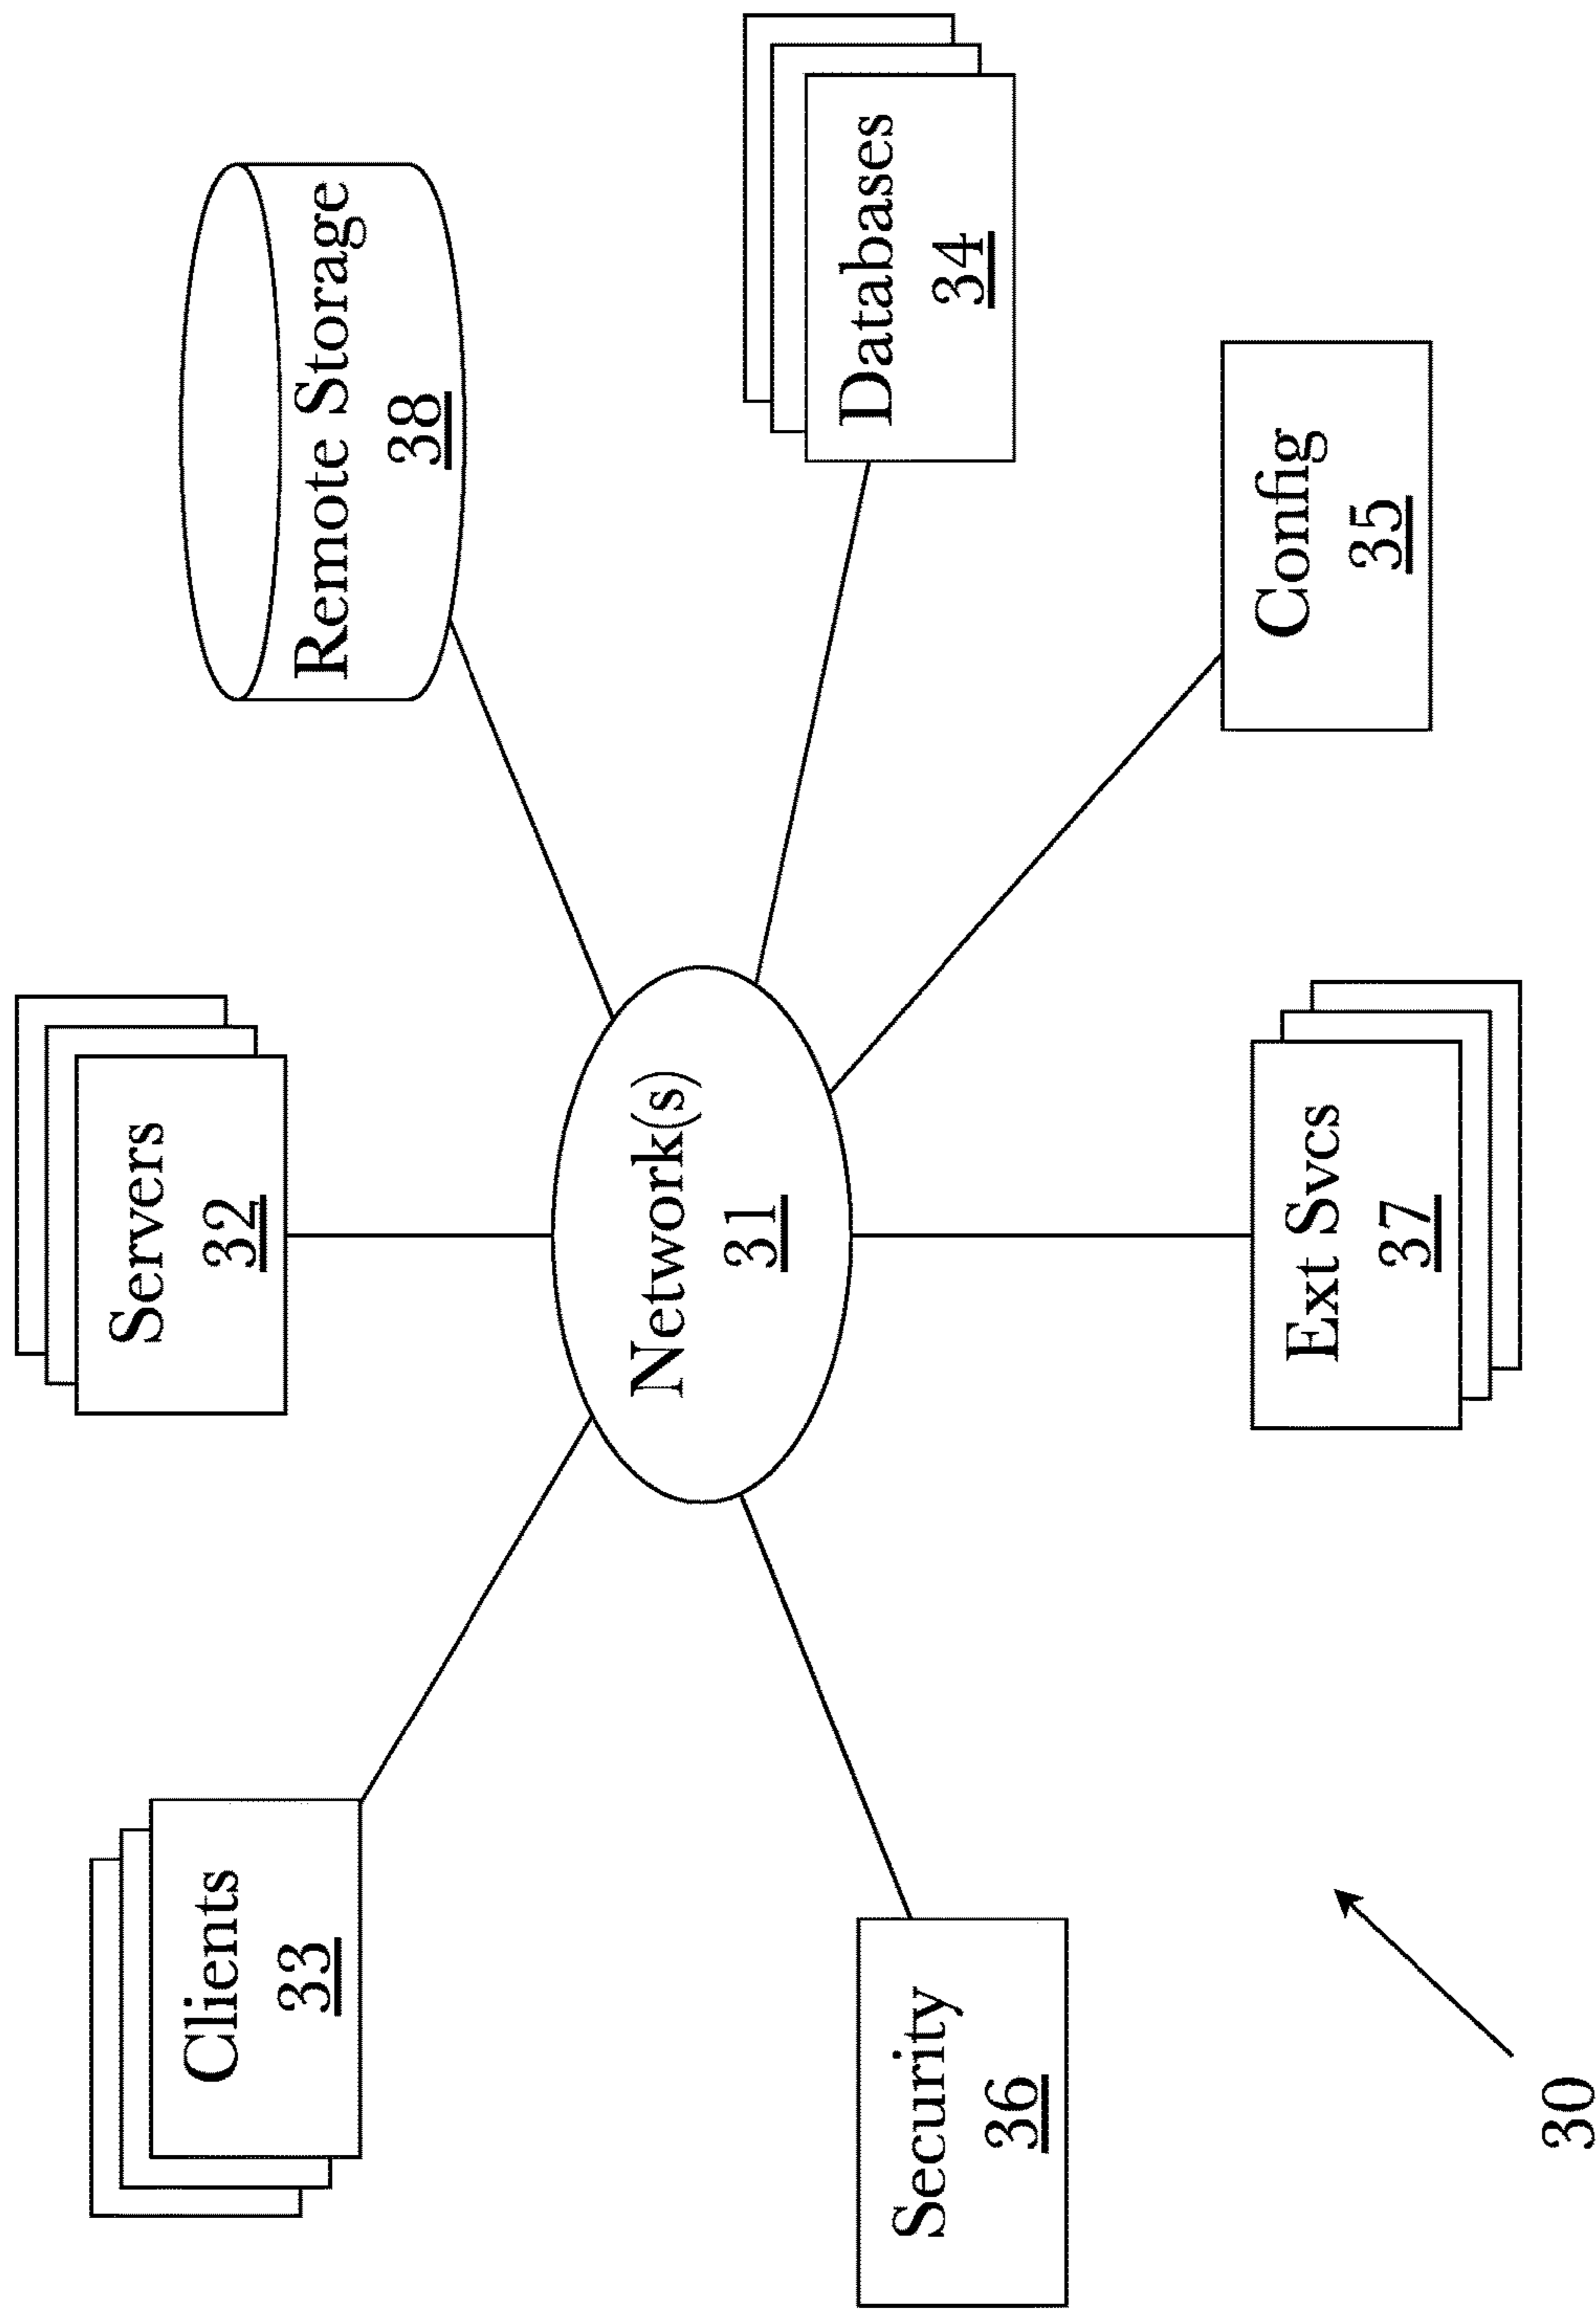 Servers
32
Clients
33
Remote Storage
38
Network(s)
31
Databases
34
Security
36
Ext Svcs
37
Config
35
30